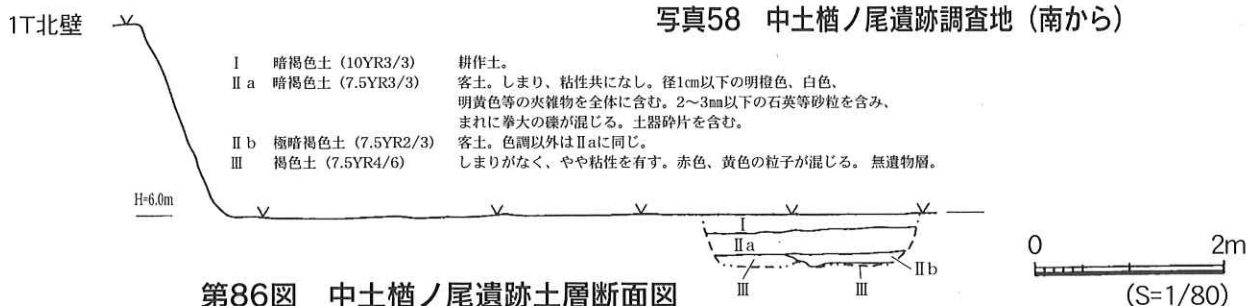 写真58　中土楢ノ尾遺跡調査地（南から）
1T北壁
Ⅰ　暗褐色土（10YR3/3）　耕作土。
Ⅱa　暗褐色土（7.5YR3/3）　客土。しまり、粘性共になし。径1cm以下の明橙色、白色、
明黄色等の夾雑物を全体に含む。2〜3mm以下の石英等砂粒を含み、
まれに拳大の礫が混じる。土器砕片を含む。
Ⅱb　極暗褐色土（7.5YR2/3）　客土。色調以外はⅡaに同じ。
Ⅲ　褐色土（7.5YR4/6）　しまりがなく、やや粘性を有す。赤色、黄色の粒子が混じる。無遺物層。
H=6.0m
Ⅰ
Ⅱa
Ⅱb
Ⅲ
Ⅲ
0　2m
(S=1/80)
第86図　中土楢ノ尾遺跡土層断面図